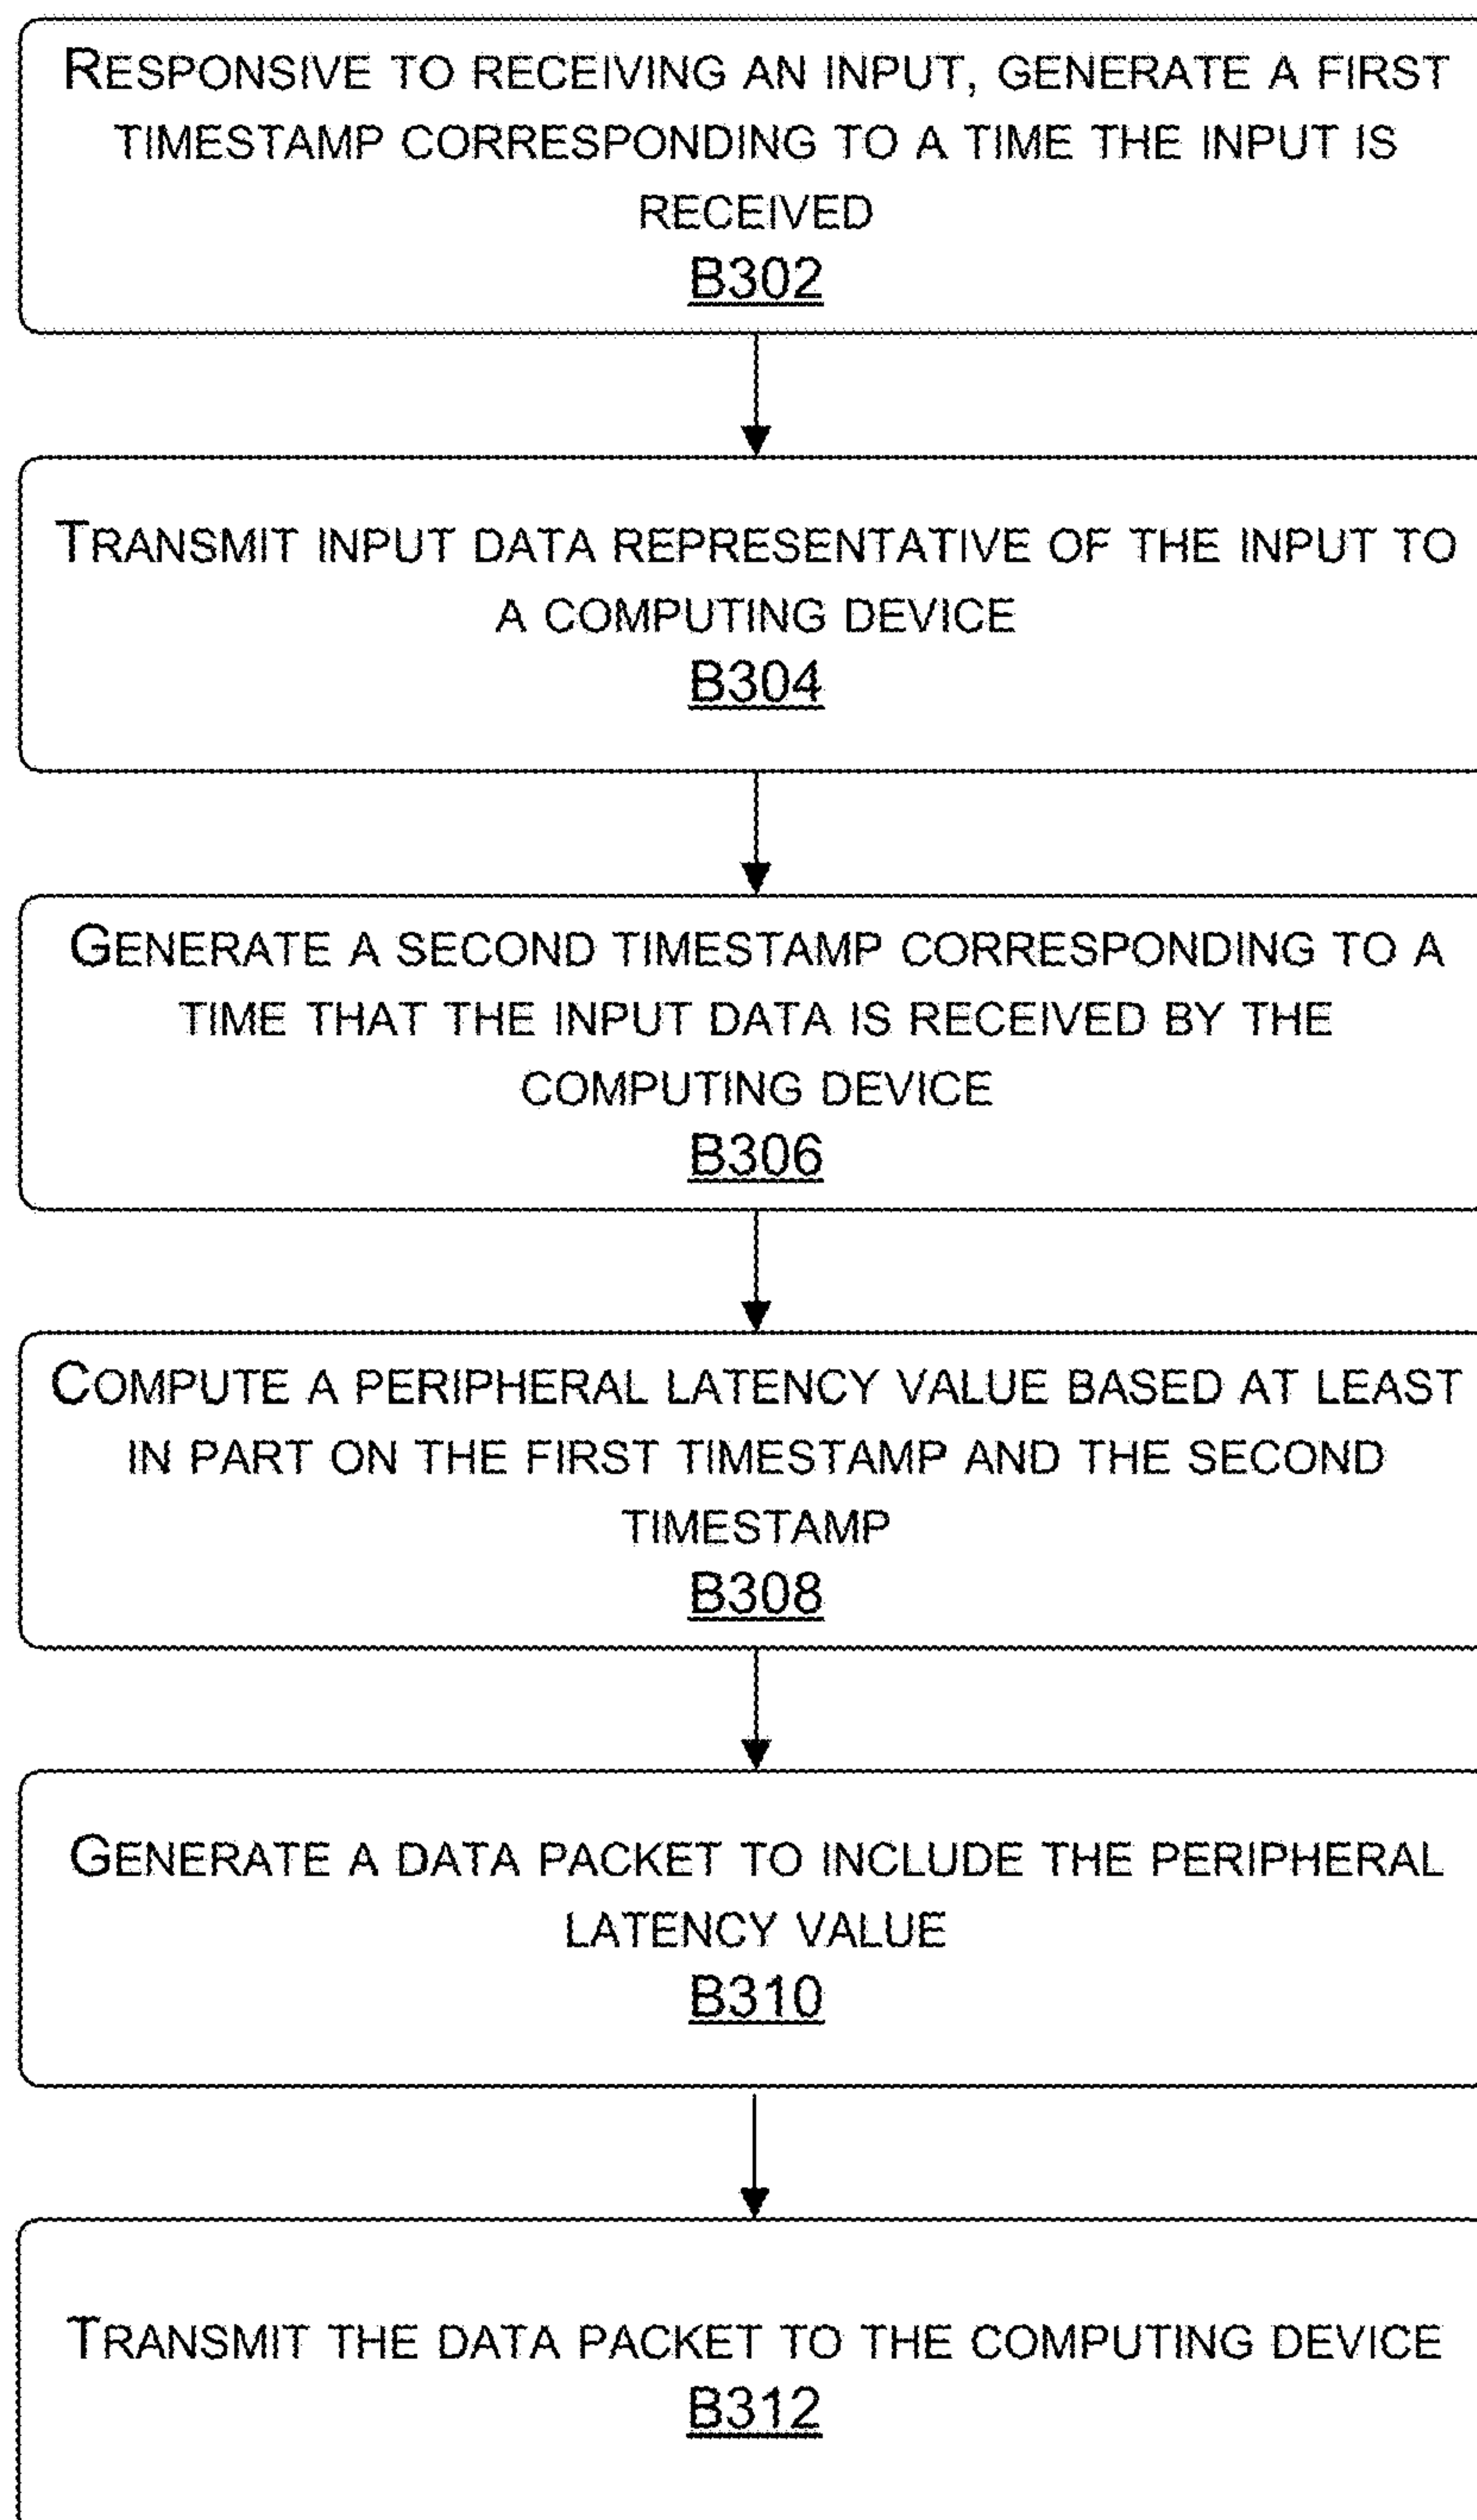 RESPONSIVE TO RECEIVING AN INPUT, GENERATE A FIRST
TIMESTAMP CORRESPONDING TO A TIME THE INPUT IS
RECEIVED
B302
TRANSMIT INPUT DATA REPRESENTATIVE OF THE INPUT TO
A COMPUTING DEVICE
B304
GENERATE A SECOND TIMESTAMP CORRESPONDING TO A
TIME THAT THE INPUT DATA IS RECEIVED BY THE
COMPUTING DEVICE
B306
COMPUTE A PERIPHERAL LATENCY VALUE BASED AT LEAST
IN PART ON THE FIRST TIMESTAMP AND THE SECOND
TIMESTAMP
B308
GENERATE A DATA PACKET TO INCLUDE THE PERIPHERAL
LATENCY VALUE
B310
TRANSMIT THE DATA PACKET TO THE COMPUTING DEVICE
B312